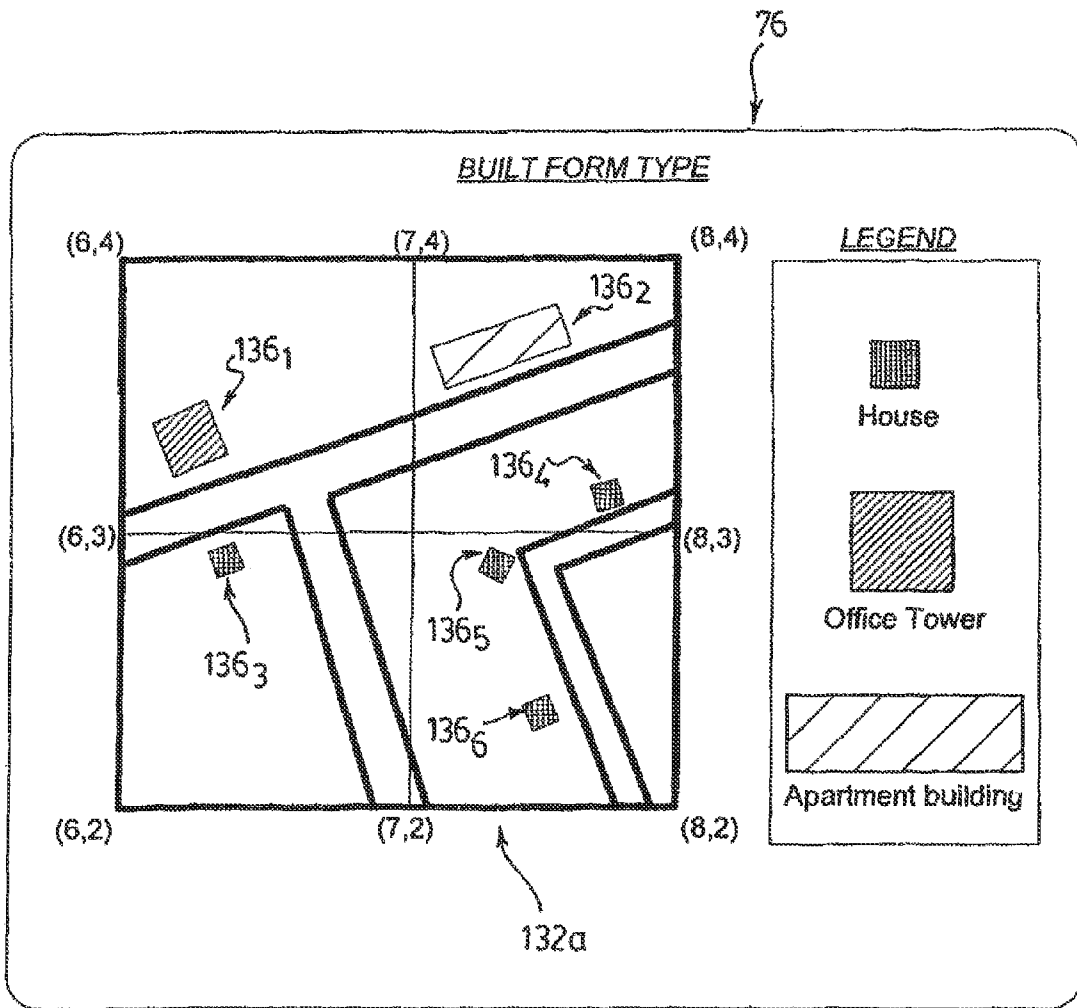 76
BUILT FORM TYPE
(6,4) (7,4) (8,4)
LEGEND
136₂
136₁
House
136₄
(6,3) (8,3)
136₅
Office Tower
136₃
136₆
Apartment building
(6,2) (7,2) (8,2)
132a